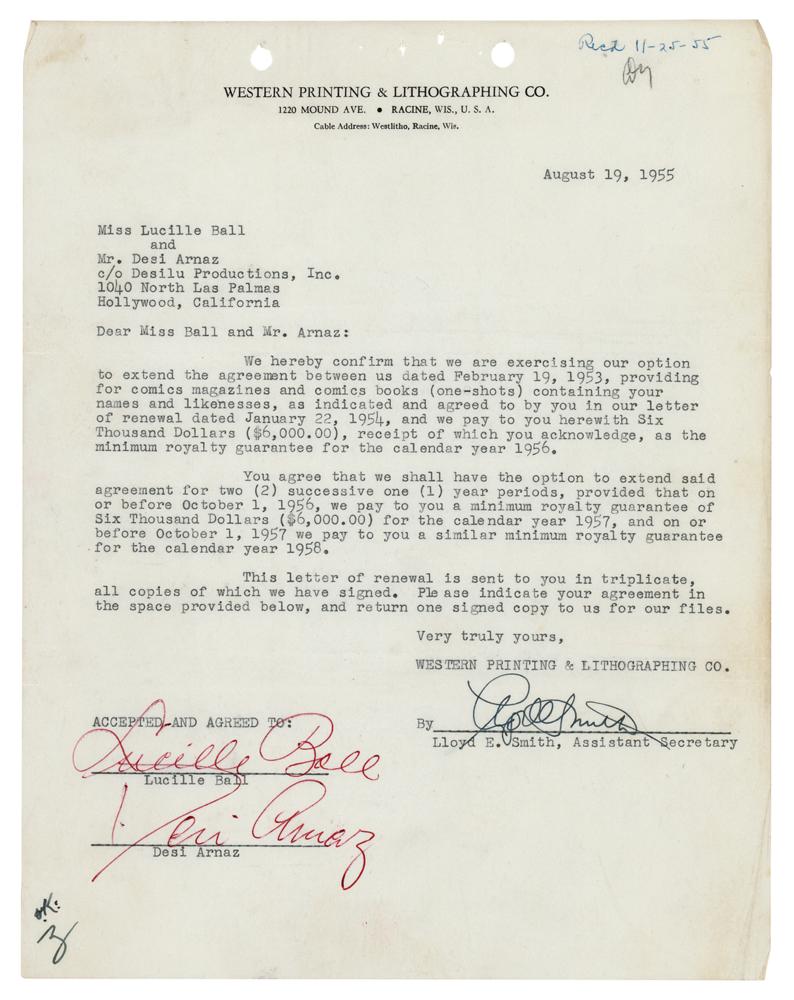 Recd 11-25-55
WESTERN PRINTING & LITHOGRAPHING CO.
1220 MOUND AVE. • RACINE, WIS., U. S. A.
Cable Address: Westlitho, Racine, Wis.
August 19, 1955
Miss Lucille Ball
and
Mr. Desi Arnaz
c/o Desilu Productions, Inc.
1040 North Las Palmas
Hollywood, California
Dear Miss Ball and Mr. Arnaz:
We hereby confirm that we are exercising our option
to extend the agreement between us dated February 19, 1953, providing
for comics magazines and comics books (one-shots) containing your
names and likenesses, as indicated and agreed to by you in our letter
of renewal dated January 22, 1954, and we pay to you herewith Six
Thousand Dollars ($6,000.00), receipt of which you acknowledge, as the
minimum royalty guarantee for the calendar year 1956.
You agree that we shall have the option to extend said
agreement for two (2) successive one (1) year periods, provided that on
or before October 1, 1956, we pay to you a minimum royalty guarantee of
Six Thousand Dollars ($6,000.00) for the calendar year 1957, and on or
before October 1, 1957 we pay to you a similar minimum royalty guarantee
for the calendar year 1958.
This letter of renewal is sent to you in triplicate,
all copies of which we have signed. Ple ase indicate your agreement in
the space provided below, and return one signed copy to us for our files.
Very truly yours,
WESTERN PRINTING & LITHOGRAPHING CO.
ACCEPTED AND AGREED TO:
By
Lloyd E. Smith, Assistant Secretary
Lucille Ball
Lucille Ball
Desi Arnaz
Desi Arnaz
O.K.